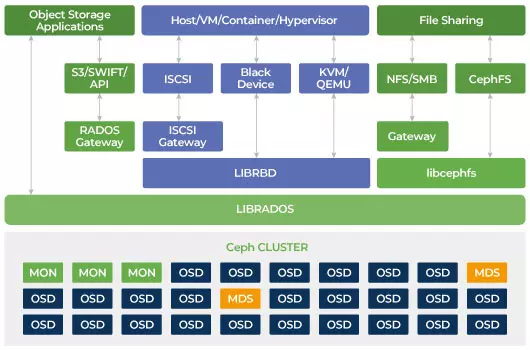 Object Storage
Applications
Host/VM/Container/Hypervisor
File Sharing
S3/SWIFT/
API
ISCSI
Black
Device
KVM/
QEMU
NFS/SMB
CephFS
RADOS
Gateway
ISCSI
Gateway
Gateway
LIBRBD
libcephfs
LIBRADOS
Ceph CLUSTER
MON MON MON OSD OSD OSD OSD OSD OSD MDS
OSD OSD OSD OSD MDS OSD OSD OSD OSD OSD
OSD OSD OSD OSD OSD OSD OSD OSD OSD OSD